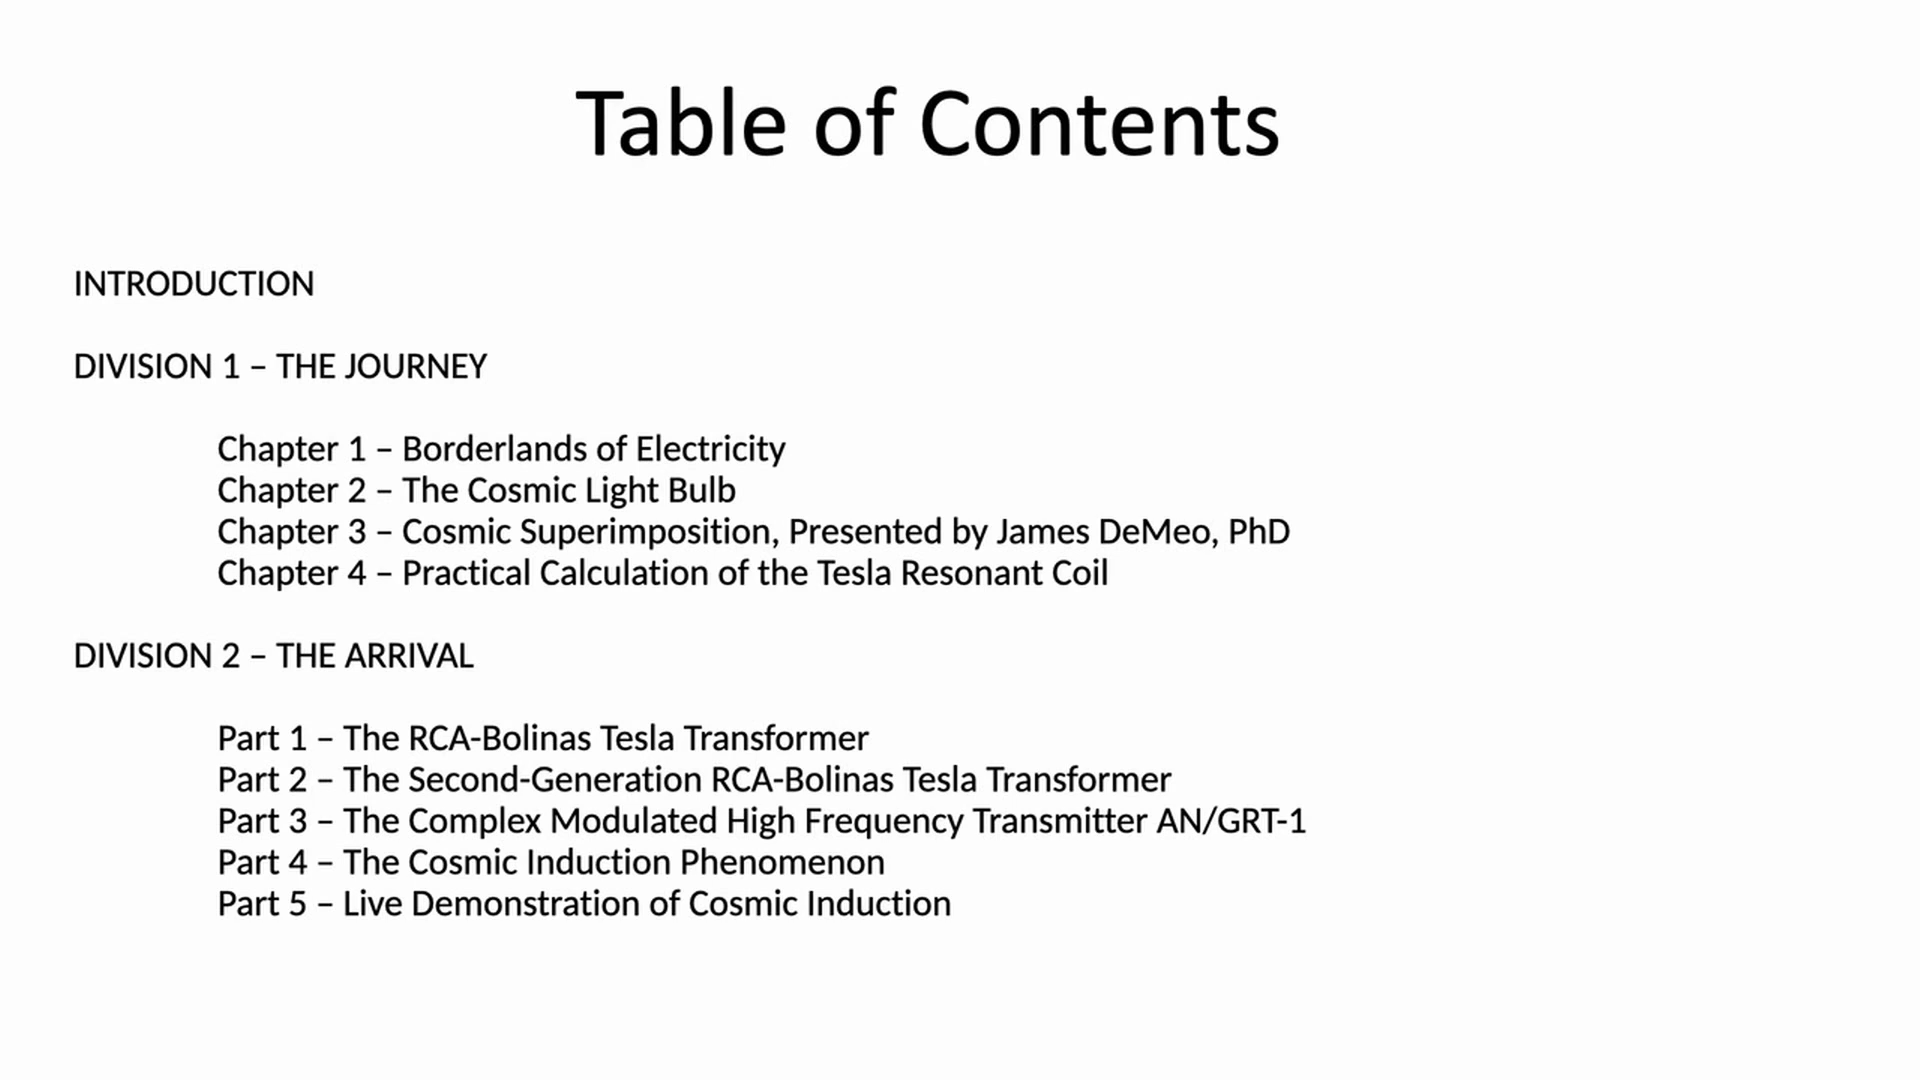 Table of Contents
INTRODUCTION
DIVISION 1 – THE JOURNEY
Chapter 1 – Borderlands of Electricity
Chapter 2 – The Cosmic Light Bulb
Chapter 3 – Cosmic Superimposition, Presented by James DeMeo, PhD
Chapter 4 – Practical Calculation of the Tesla Resonant Coil
DIVISION 2 – THE ARRIVAL
Part 1 – The RCA-Bolinas Tesla Transformer
Part 2 – The Second-Generation RCA-Bolinas Tesla Transformer
Part 3 – The Complex Modulated High Frequency Transmitter AN/GRT-1
Part 4 – The Cosmic Induction Phenomenon
Part 5 – Live Demonstration of Cosmic Induction